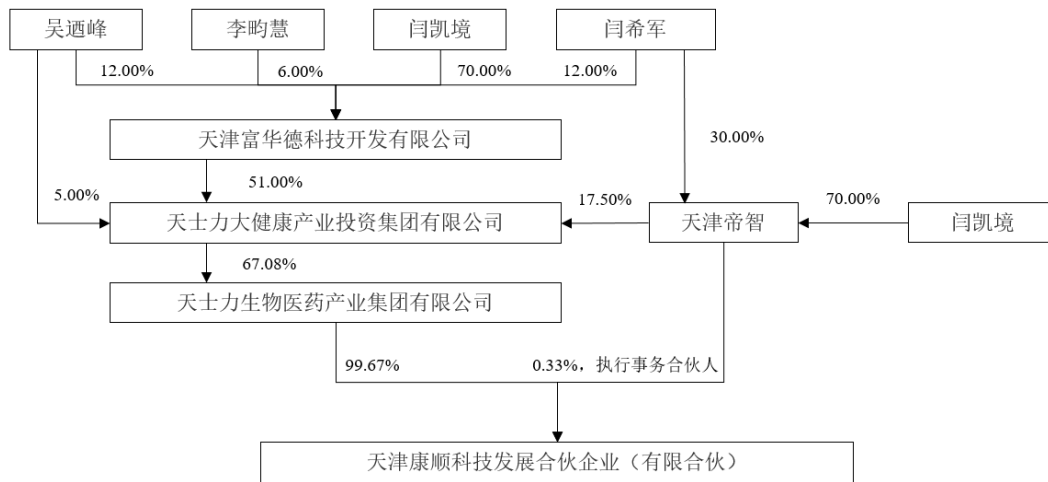 吴迺峰
李畇慧
闫凯境
闫希军
12.00%
6.00%
70.00%
12.00%
天津富华德科技开发有限公司
30.00%
51.00%
5.00%
17.50%
70.00%
天士力大健康产业投资集团有限公司
天津帝智
闫凯境
67.08%
天士力生物医药产业集团有限公司
99.67%
0.33%，执行事务合伙人
天津康顺科技发展合伙企业（有限合伙）